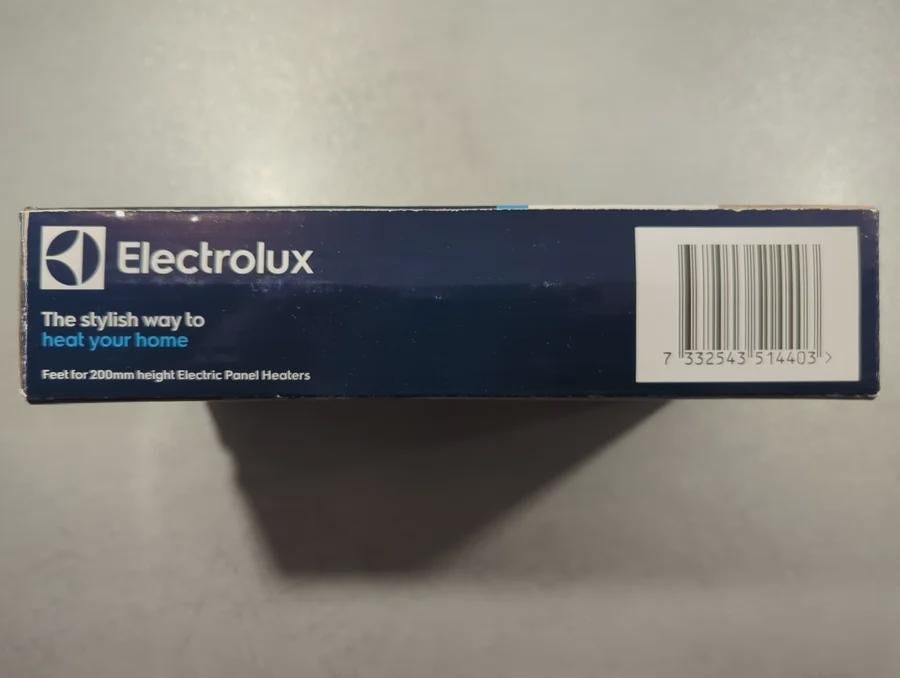 Electrolux
The stylish way to
heat your home
Feet for 200mm height Electric Panel Heaters
7 332543 514403 >